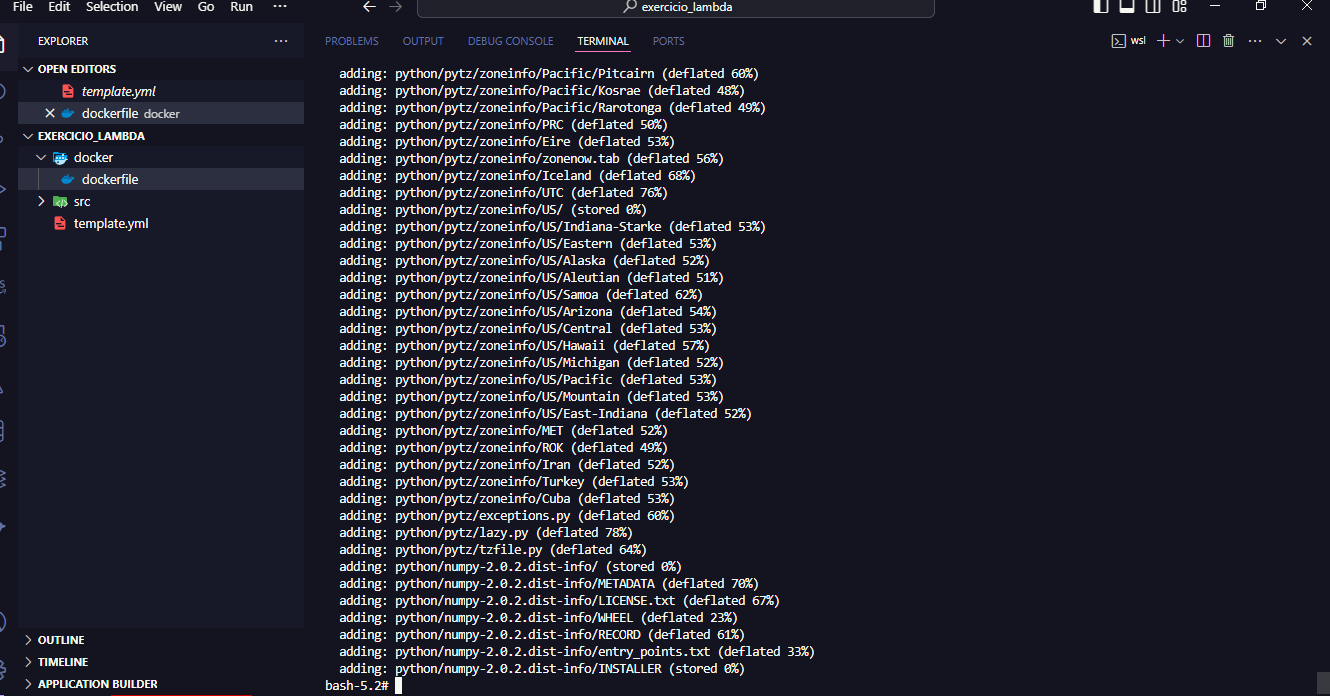 File Edit Selection View Go Run ···
exercicio_lambda
EXPLORER ···
OPEN EDITORS
template.yml
dockerfile docker
EXERCICIO_LAMBDA
docker
dockerfile
src
template.yml
OUTLINE
TIMELINE
APPLICATION BUILDER
PROBLEMS OUTPUT DEBUG CONSOLE TERMINAL PORTS
wsl
adding: python/pytz/zoneinfo/Pacific/Pitcairn (deflated 60%)
adding: python/pytz/zoneinfo/Pacific/Kosrae (deflated 48%)
adding: python/pytz/zoneinfo/Pacific/Rarotonga (deflated 49%)
adding: python/pytz/zoneinfo/PRC (deflated 50%)
adding: python/pytz/zoneinfo/Eire (deflated 53%)
adding: python/pytz/zoneinfo/zonenow.tab (deflated 56%)
adding: python/pytz/zoneinfo/Iceland (deflated 68%)
adding: python/pytz/zoneinfo/UTC (deflated 76%)
adding: python/pytz/zoneinfo/US/ (stored 0%)
adding: python/pytz/zoneinfo/US/Indiana-Starke (deflated 53%)
adding: python/pytz/zoneinfo/US/Eastern (deflated 53%)
adding: python/pytz/zoneinfo/US/Alaska (deflated 52%)
adding: python/pytz/zoneinfo/US/Aleutian (deflated 51%)
adding: python/pytz/zoneinfo/US/Samoa (deflated 62%)
adding: python/pytz/zoneinfo/US/Arizona (deflated 54%)
adding: python/pytz/zoneinfo/US/Central (deflated 53%)
adding: python/pytz/zoneinfo/US/Hawaii (deflated 57%)
adding: python/pytz/zoneinfo/US/Michigan (deflated 52%)
adding: python/pytz/zoneinfo/US/Pacific (deflated 53%)
adding: python/pytz/zoneinfo/US/Mountain (deflated 53%)
adding: python/pytz/zoneinfo/US/East-Indiana (deflated 52%)
adding: python/pytz/zoneinfo/MET (deflated 52%)
adding: python/pytz/zoneinfo/ROK (deflated 49%)
adding: python/pytz/zoneinfo/Iran (deflated 52%)
adding: python/pytz/zoneinfo/Turkey (deflated 53%)
adding: python/pytz/zoneinfo/Cuba (deflated 53%)
adding: python/pytz/exceptions.py (deflated 60%)
adding: python/pytz/lazy.py (deflated 78%)
adding: python/pytz/tzfile.py (deflated 64%)
adding: python/numpy-2.0.2.dist-info/ (stored 0%)
adding: python/numpy-2.0.2.dist-info/METADATA (deflated 70%)
adding: python/numpy-2.0.2.dist-info/LICENSE.txt (deflated 67%)
adding: python/numpy-2.0.2.dist-info/WHEEL (deflated 23%)
adding: python/numpy-2.0.2.dist-info/RECORD (deflated 61%)
adding: python/numpy-2.0.2.dist-info/entry_points.txt (deflated 33%)
adding: python/numpy-2.0.2.dist-info/INSTALLER (stored 0%)
bash-5.2#